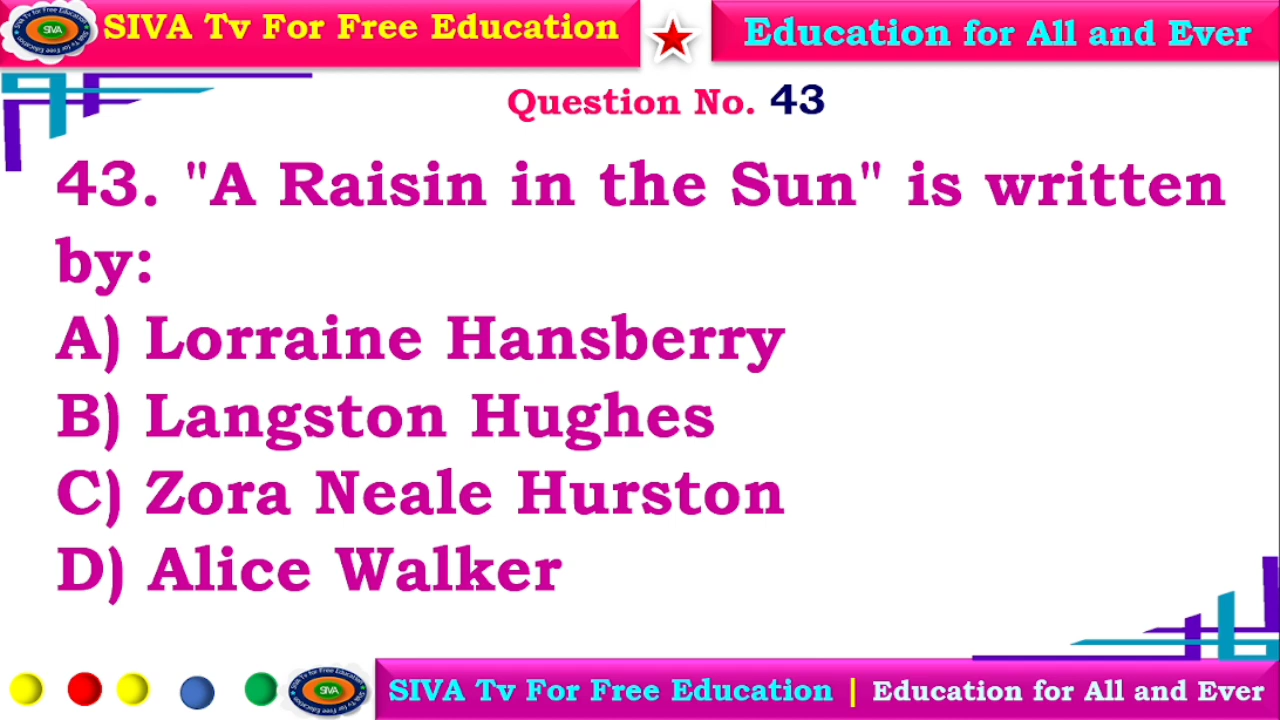 SIVA Tv For Free Education
Education for All and Ever
Question No. 43
43. "A Raisin in the Sun" is written
by:
A) Lorraine Hansberry
B) Langston Hughes
C) Zora Neale Hurston
D) Alice Walker
SIVA
SIVA
SIVA Tv For Free Education | Education for All and Ever